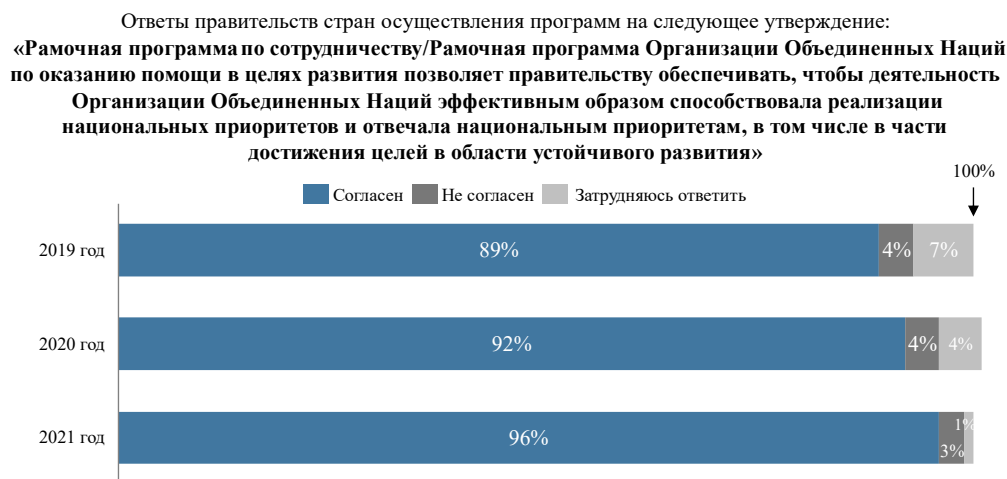 Ответы правительств стран осуществления программ на следующее утверждение:
«Рамочная программа по сотрудничеству/Рамочная программа Организации Объединенных Наций
по оказанию помощи в целях развития позволяет правительству обеспечивать, чтобы деятельность
Организации Объединенных Наций эффективным образом способствовала реализации
национальных приоритетов и отвечала национальным приоритетам, в том числе в части
достижения целей в области устойчивого развития»
100%
Согласен Не согласен Затрудняюсь ответить
2019 год 89% 4% 7%
2020 год 92% 4% 4%
2021 год 96% 3% 1%